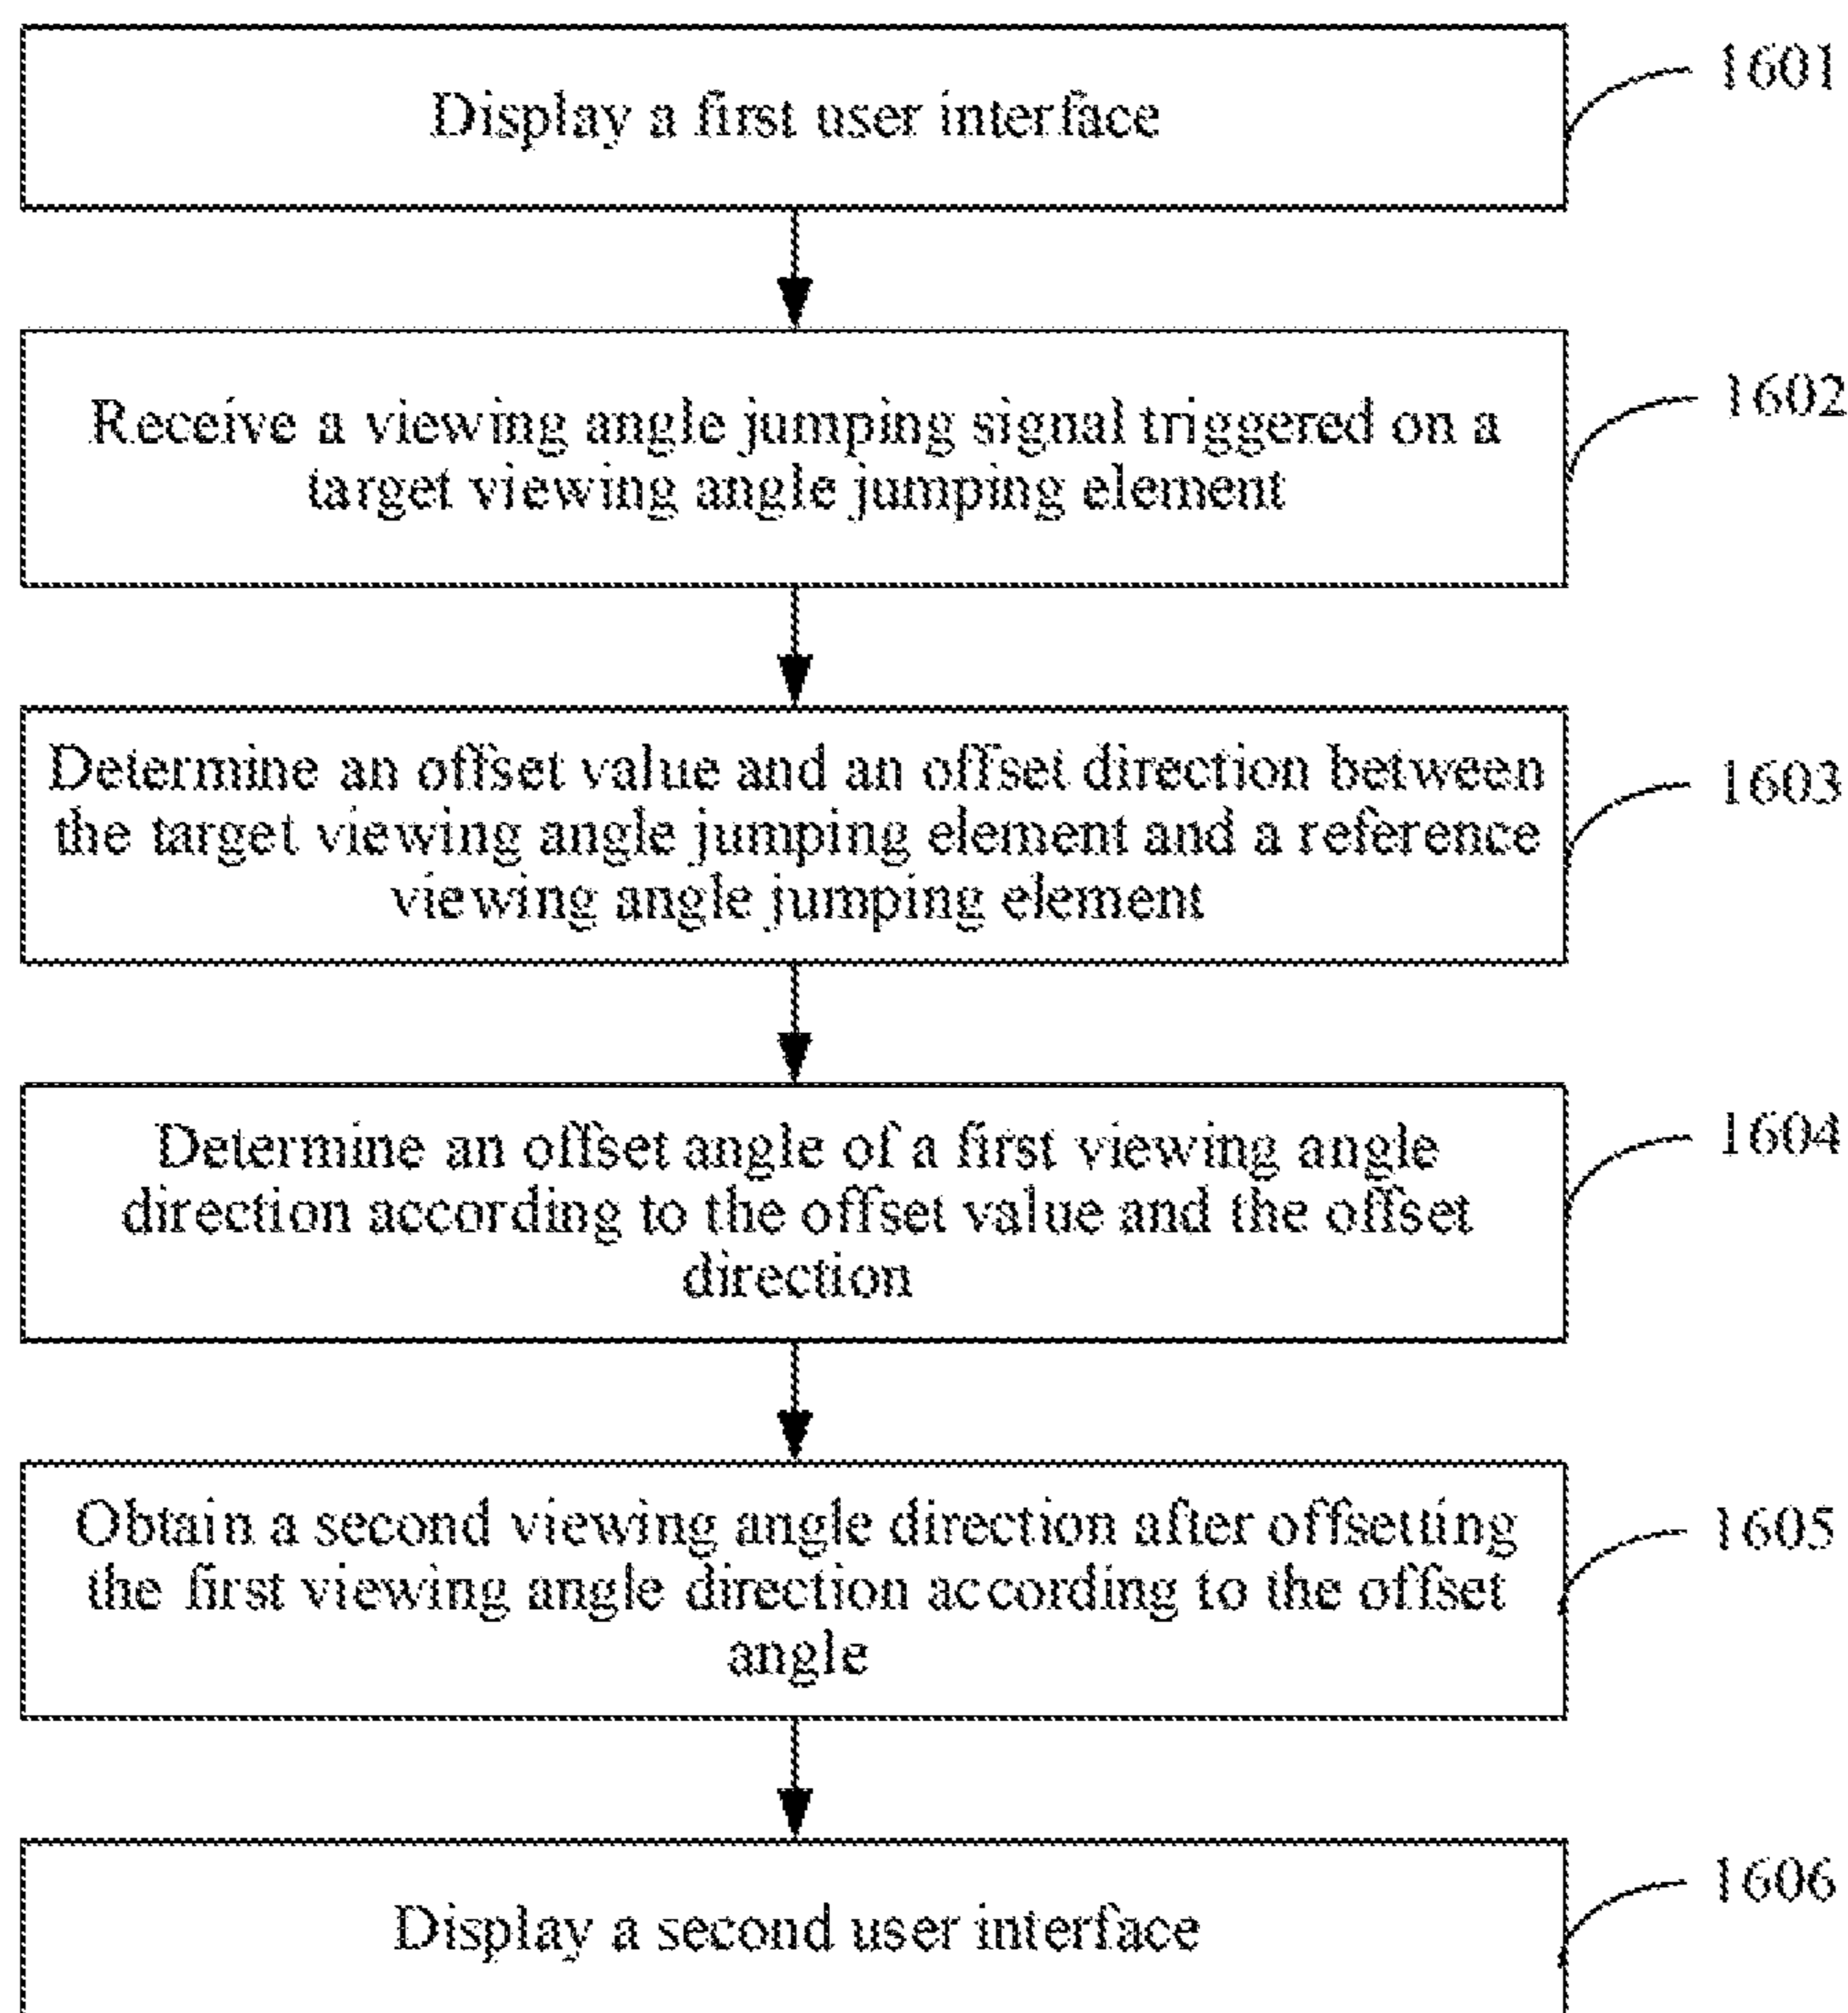 Display a first user interface
1601
Receive a viewing angle jumping signal triggered on a
target viewing angle jumping element
1602
Determine an offset value and an offset direction between
the target viewing angle jumping element and a reference
viewing angle jumping element
1603
Determine an offset angle of a first viewing angle
direction according to the offset value and the offset
direction
1604
Obtain a second viewing angle direction after offsetting
the first viewing angle direction according to the offset
angle
1605
Display a second user interface
1606